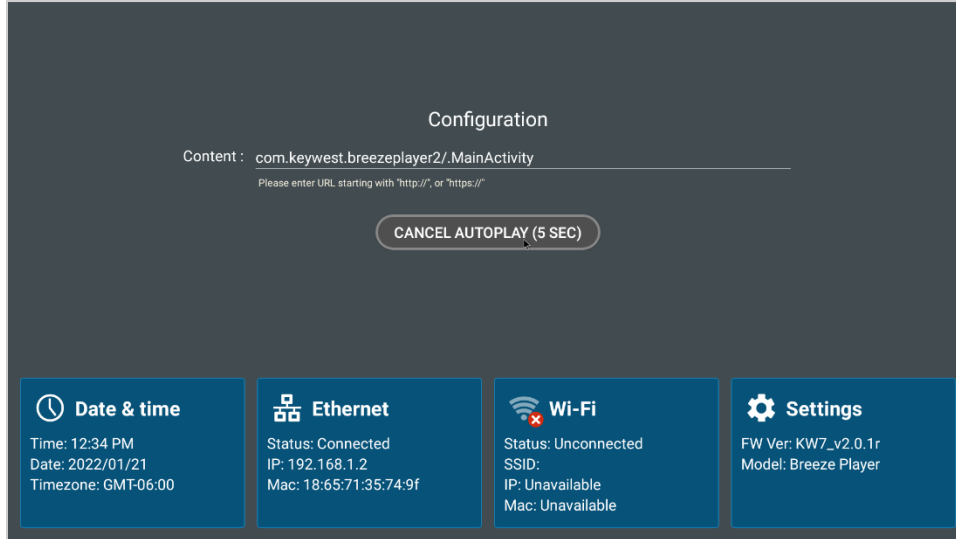 Configuration
Content : com.keywest.breezeplayer2/.MainActivity
Please enter URL starting with "http://", or "https://"
CANCEL AUTOPLAY (5 SEC)
Date & time
Time: 12:34 PM
Date: 2022/01/21
Timezone: GMT-06:00
Ethernet
Status: Connected
IP: 192.168.1.2
Mac: 18:65:71:35:74:9f
Wi-Fi
Status: Unconnected
SSID:
IP: Unavailable
Mac: Unavailable
Settings
FW Ver: KW7_v2.0.1r
Model: Breeze Player